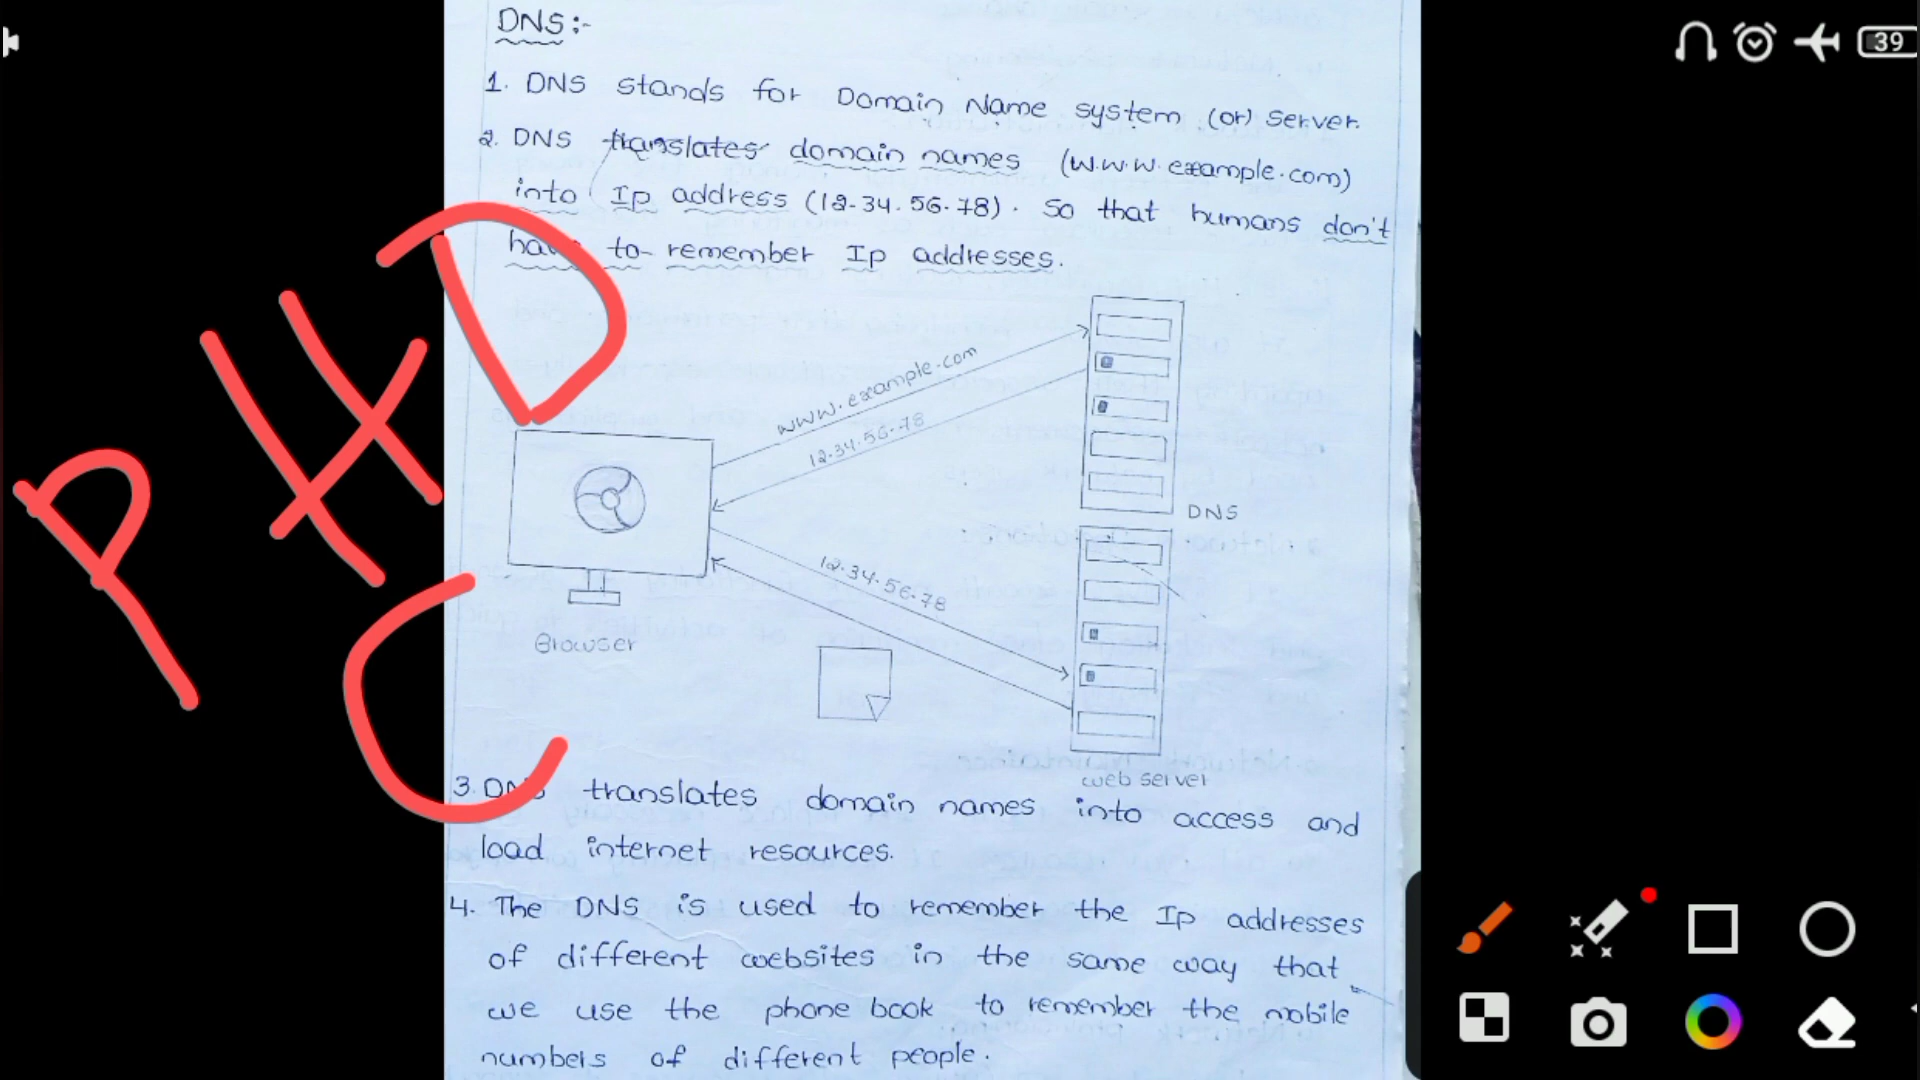 DNS:-
1. DNS stands for Domain Name system (or) server.
2. DNS translates domain names (w.w.w.example.com)
into Ip address (12.34.56.78). So that humans don't
have to remember Ip addresses.
www.example.com
12.34.56.78
DNS
12.34.56.78
Browser
web server
3. DNS translates domain names into access and
load internet resources.
4. The DNS is used to remember the Ip addresses
of different websites in the same way that
we use the phone book to remember the mobile
numbers of different people.
PHD
C
39